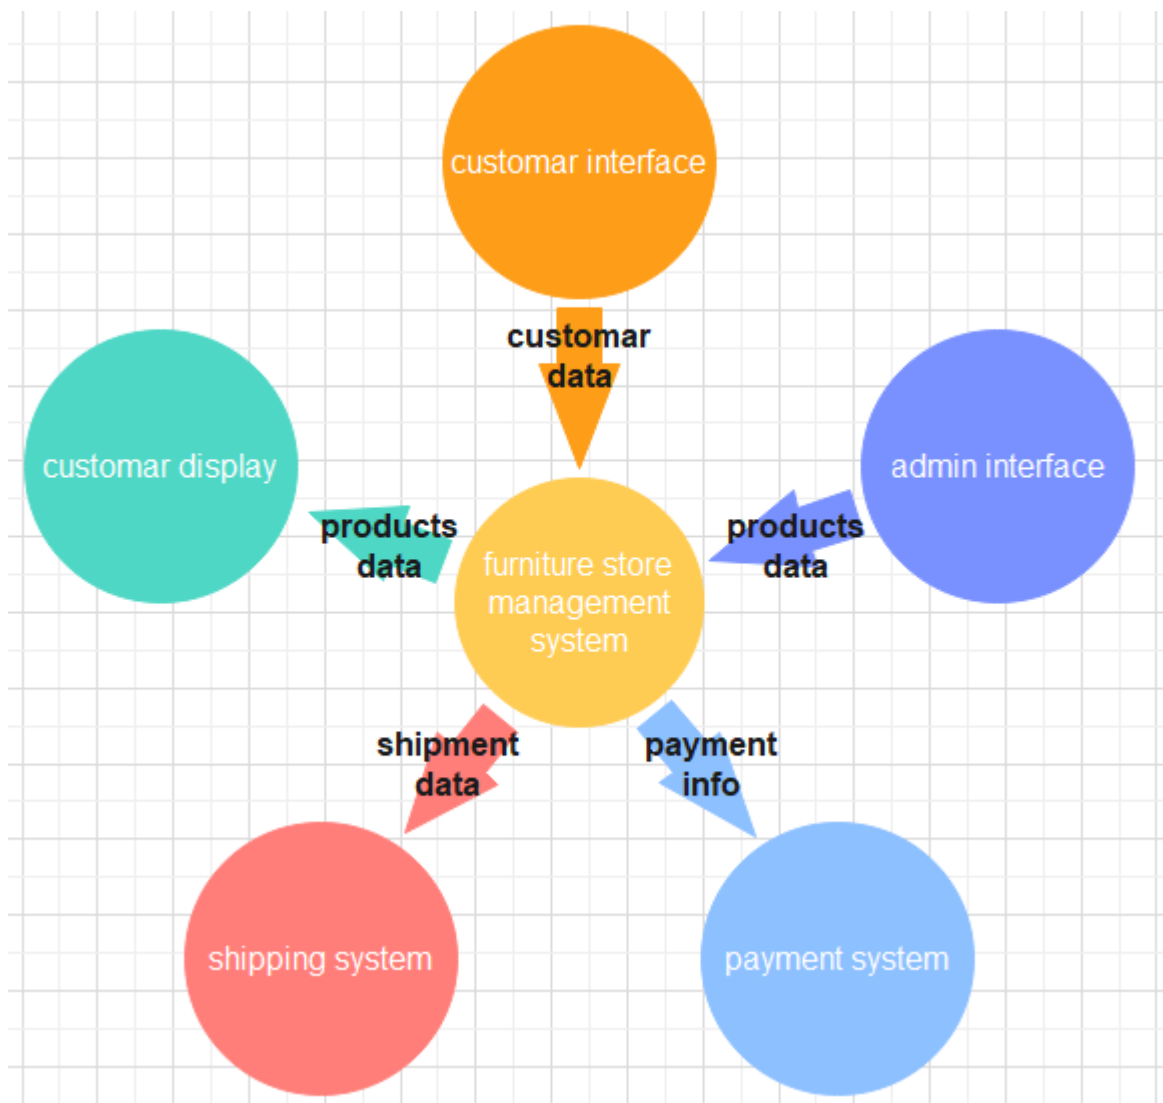 customar interface
customar
data
customar display
admin interface
products
data
products
data
furniture store
management
system
shipment
data
payment
info
shipping system
payment system